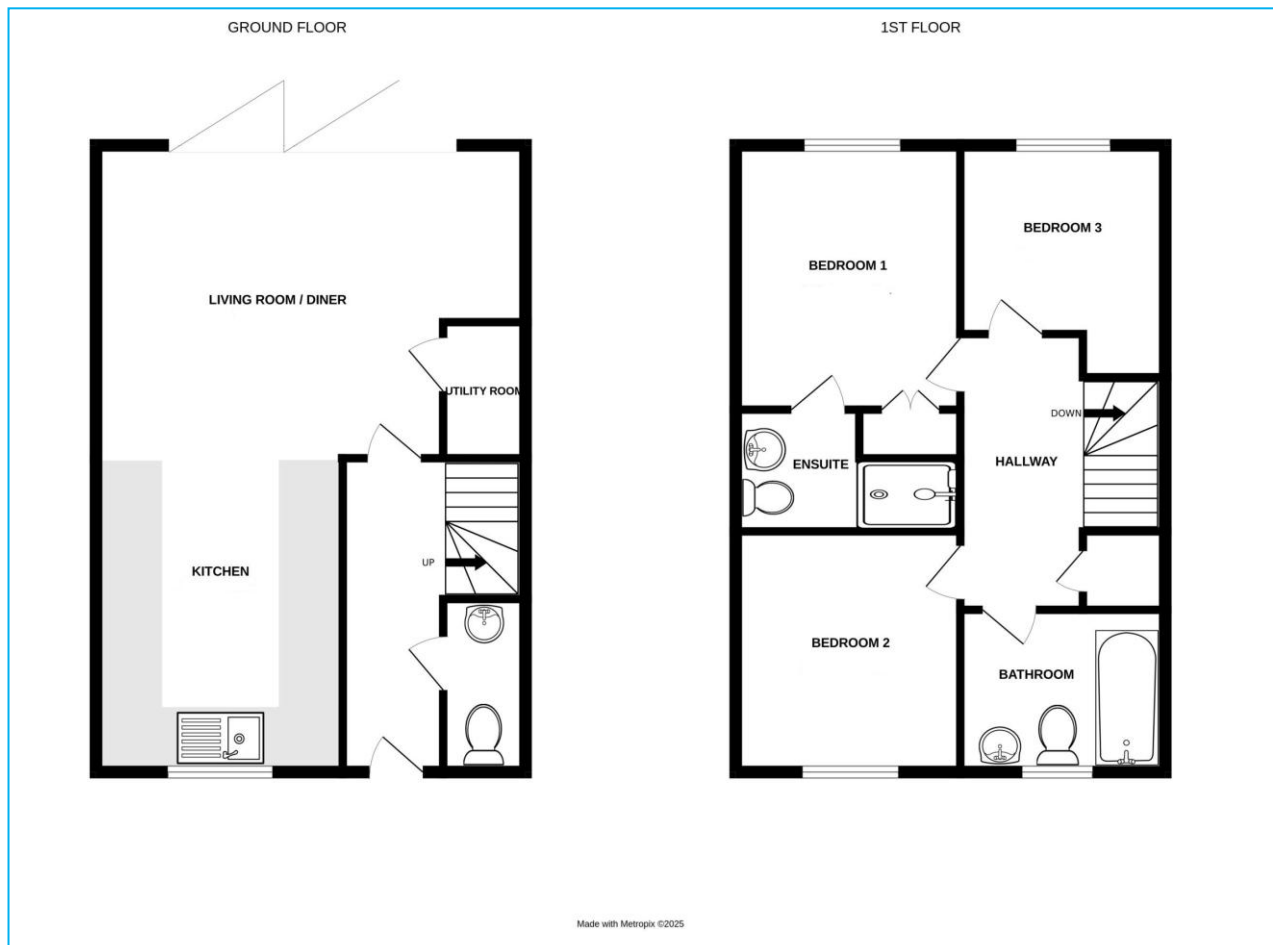 GROUND FLOOR
1ST FLOOR
LIVING ROOM / DINER
UTILITY ROOM
KITCHEN
UP
BEDROOM 1
BEDROOM 3
DOWN
ENSUITE
HALLWAY
BEDROOM 2
BATHROOM
Made with Metropix ©2025